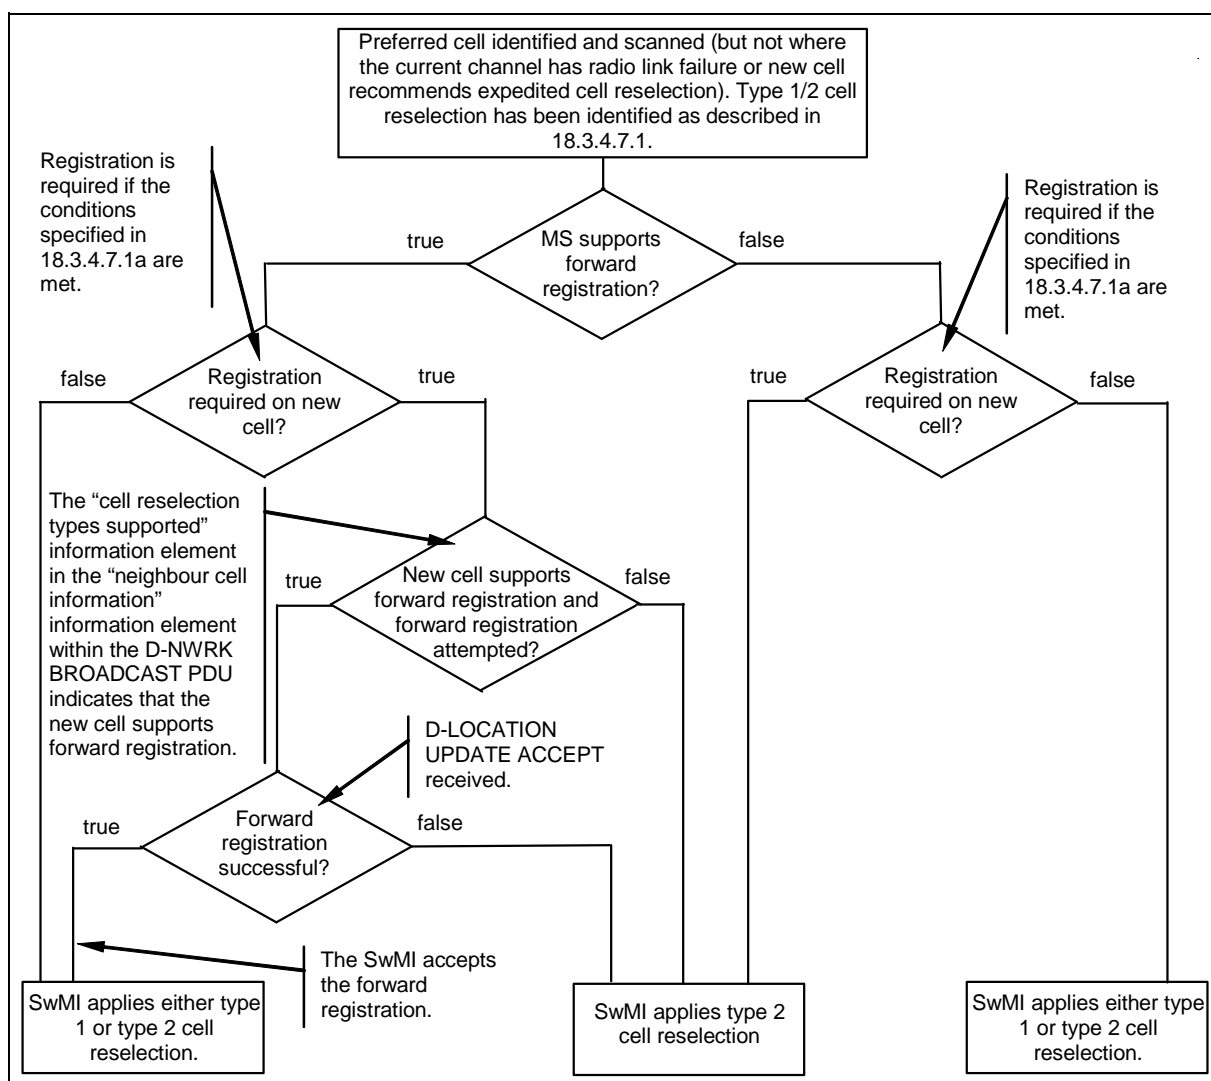 Preferred cell identified and scanned (but not where
the current channel has radio link failure or new cell
recommends expedited cell reselection). Type 1/2 cell
reselection has been identified as described in
18.3.4.7.1.
Registration is
required if the
conditions
specified in
18.3.4.7.1a are
met.
true
MS supports
forward
registration?
false
Registration is
required if the
conditions
specified in
18.3.4.7.1a are
met.
false
Registration
required on new
cell?
true
true
Registration
required on new
cell?
false
The “cell reselection
types supported”
information element
in the “neighbour cell
information”
information element
within the D-NWRK
BROADCAST PDU
indicates that the
new cell supports
forward registration.
true
New cell supports
forward registration and
forward registration
attempted?
false
D-LOCATION
UPDATE ACCEPT
received.
true
Forward
registration
successful?
false
The SwMI accepts
the forward
registration.
SwMI applies either type
1 or type 2 cell
reselection.
SwMI applies type 2
cell reselection
SwMI applies either type
1 or type 2 cell
reselection.